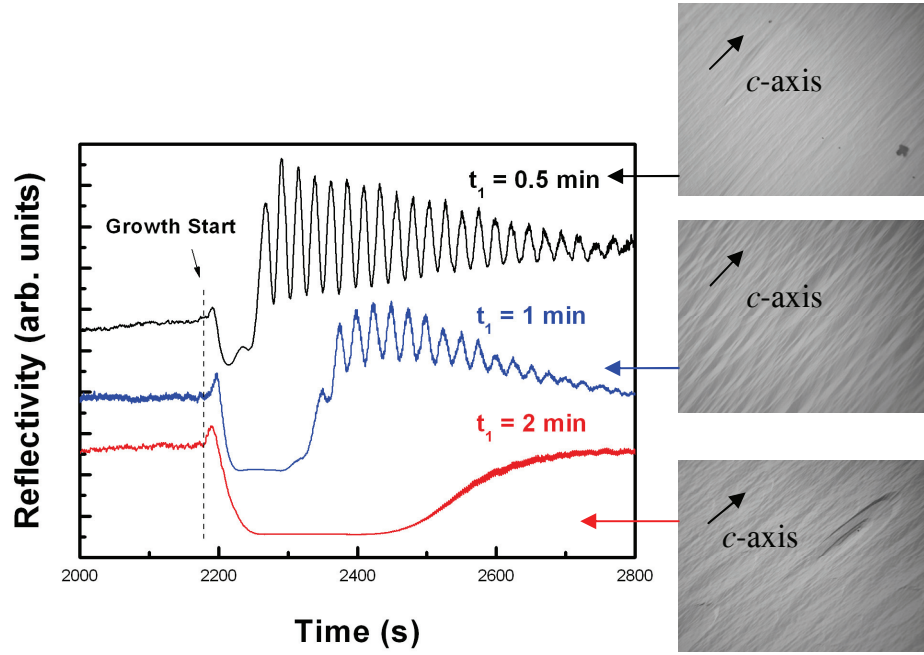 c-axis
t1 = 0.5 min
Growth Start
c-axis
t1 = 1 min
t1 = 2 min
c-axis
Reflectivity (arb. units)
2000 2200 2400 2600 2800
Time (s)